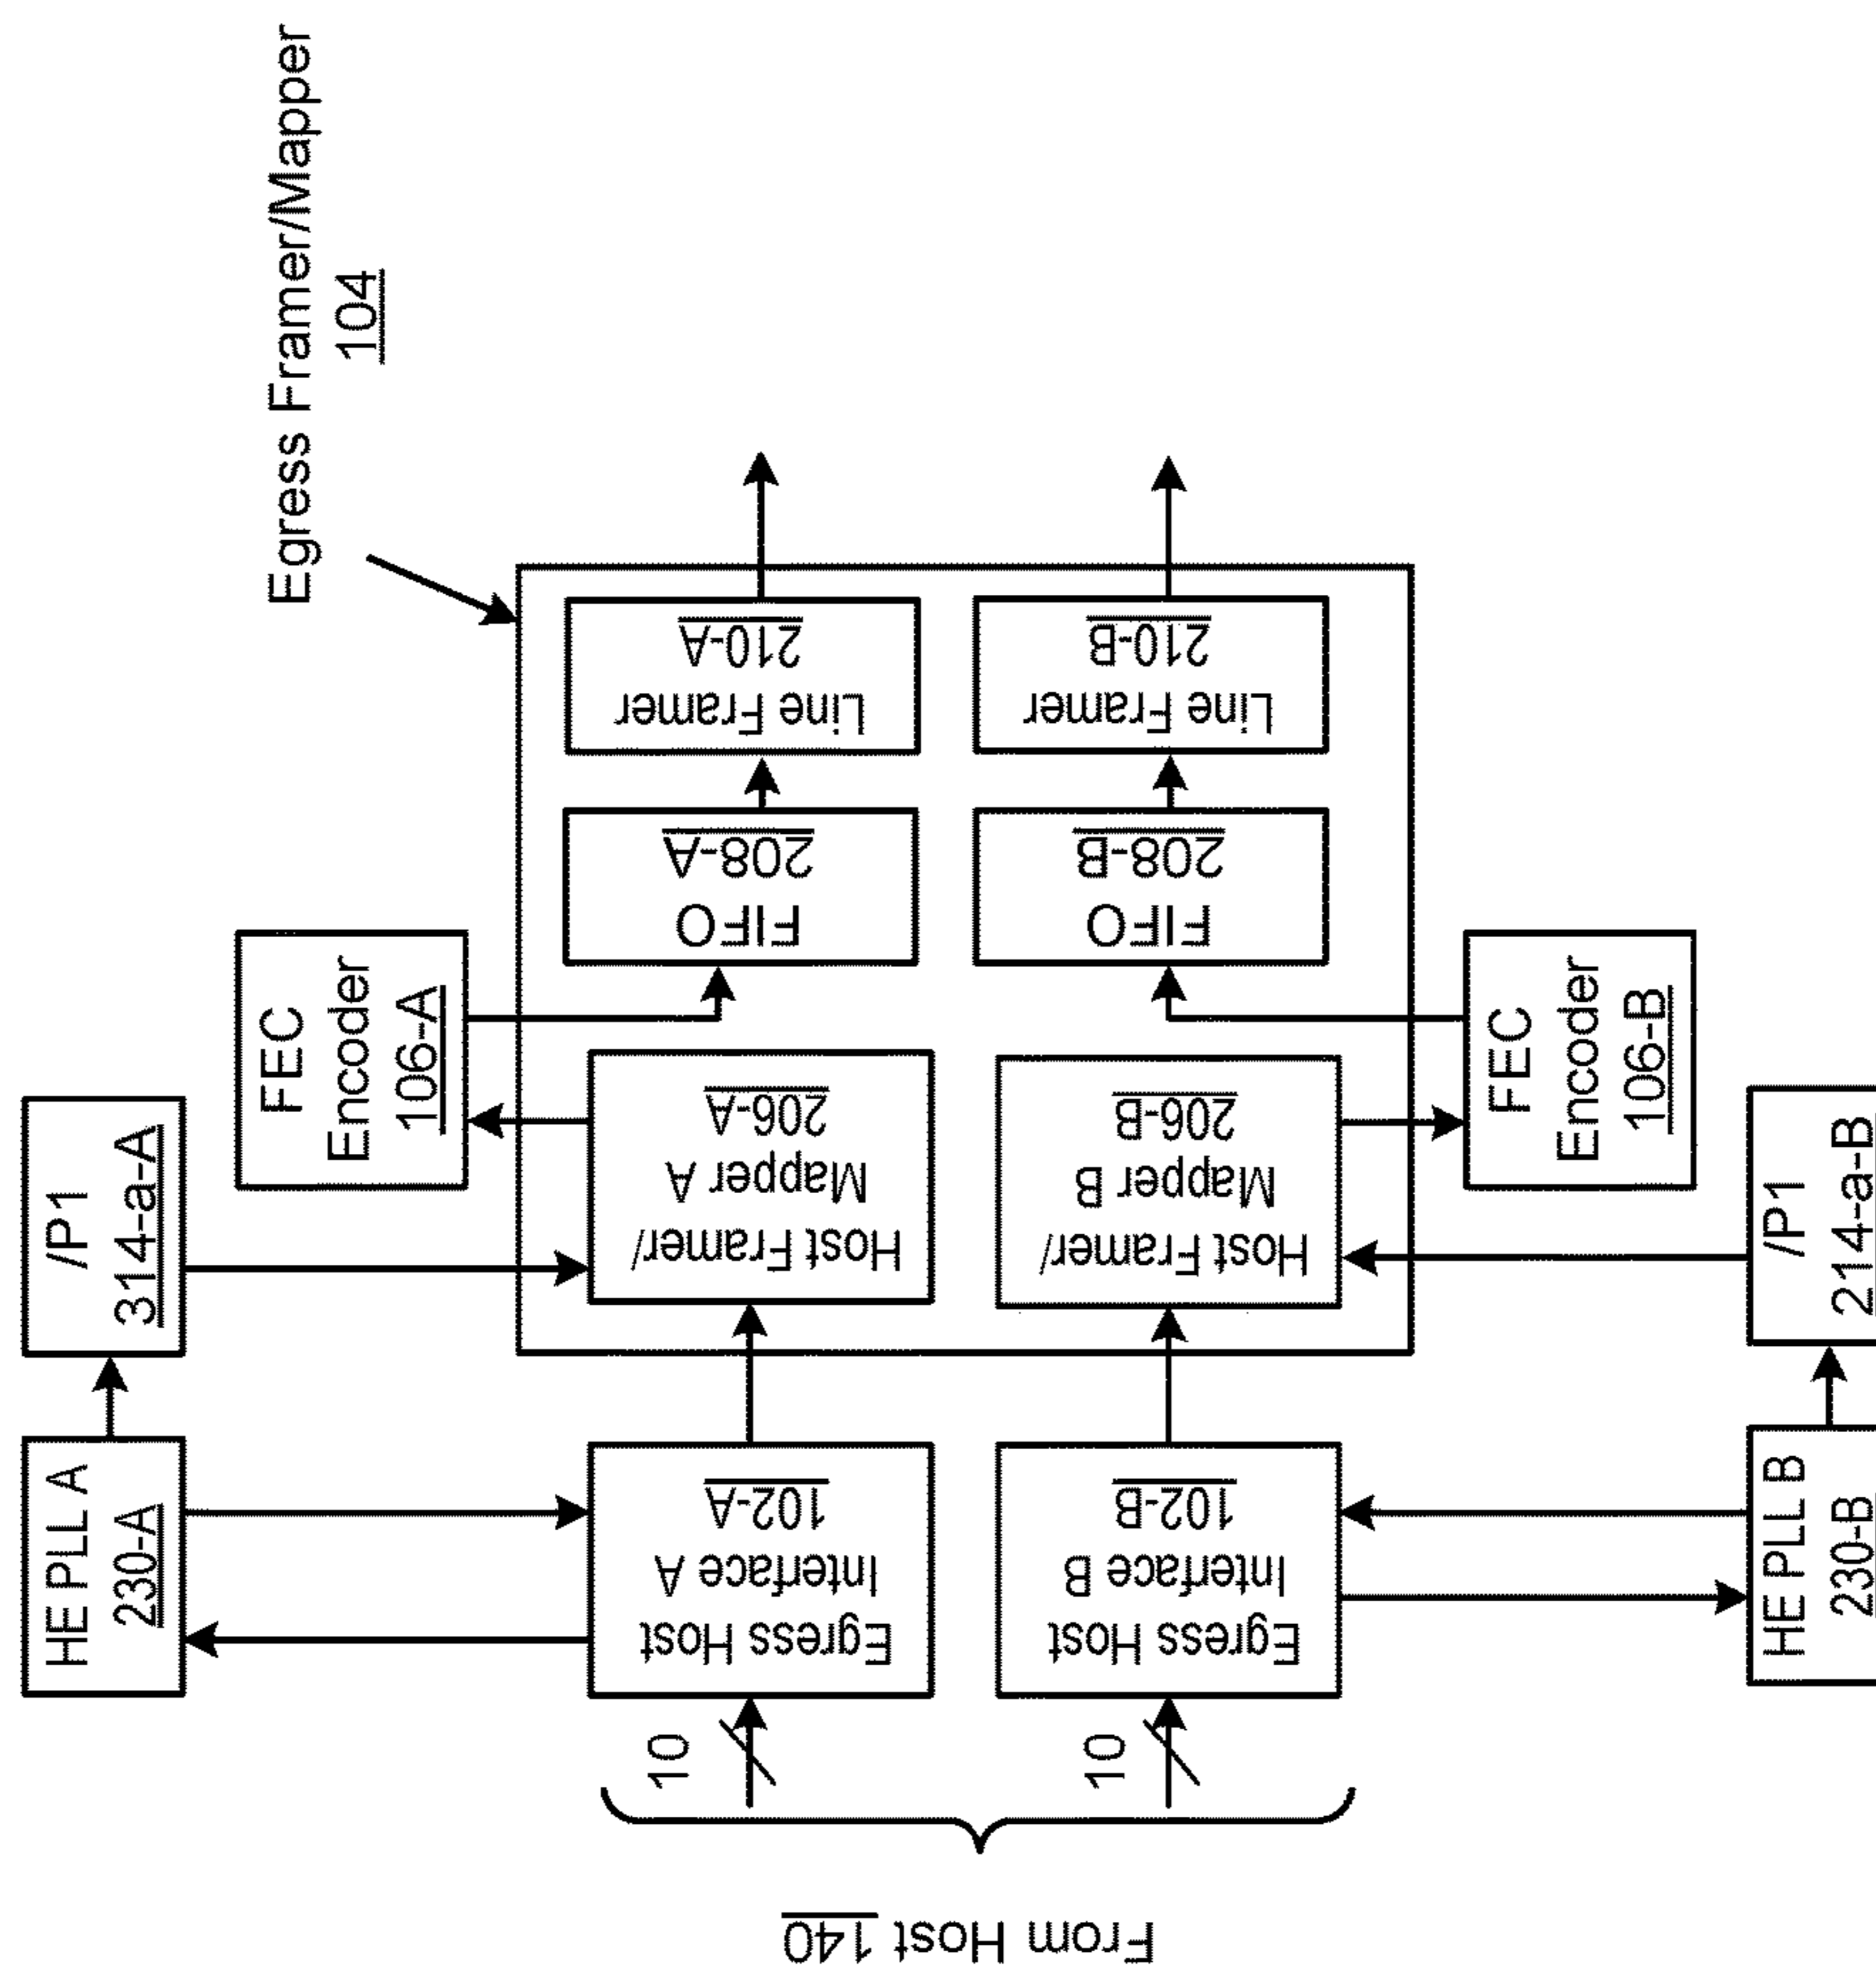 Egress Framer/Mapper
104
HE PLL A
230-A
/P1
314-a-A
FEC
Encoder
106-A
From Host 140
10
Egress Host
Interface A
102-A
Host Framer/
Mapper A
206-A
FIFO
208-A
Line Framer
210-A
10
Egress Host
Interface B
102-B
Host Framer/
Mapper B
206-B
FIFO
208-B
Line Framer
210-B
FEC
Encoder
106-B
HE PLL B
230-B
/P1
214-a-B